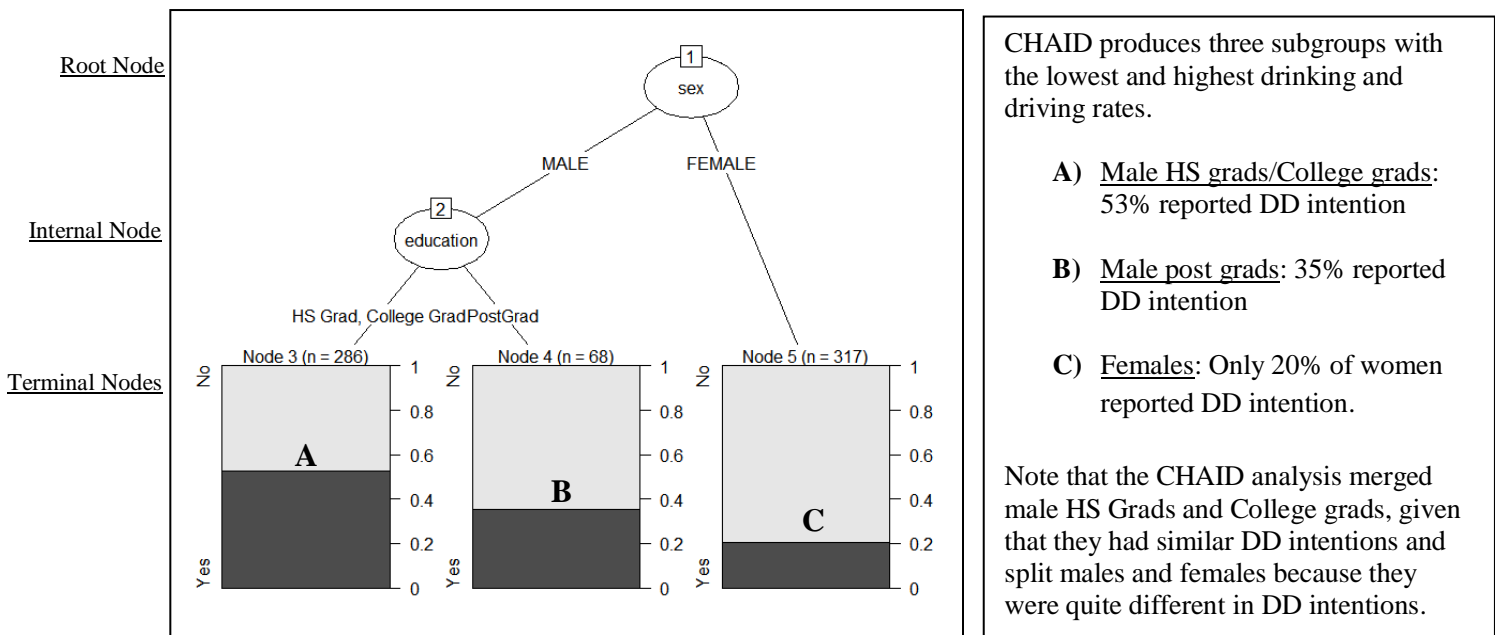 Root Node
1
sex
MALE
FEMALE
Internal Node
2
education
HS Grad, College GradPostGrad
Terminal Nodes
Node 3 (n = 286)
No
Yes
1
0.8
0.6
0.4
0.2
0
A
Node 4 (n = 68)
No
Yes
1
0.8
0.6
0.4
0.2
0
B
Node 5 (n = 317)
No
Yes
1
0.8
0.6
0.4
0.2
0
C
CHAID produces three subgroups with
the lowest and highest drinking and
driving rates.
A) Male HS grads/College grads:
53% reported DD intention
B) Male post grads: 35% reported
DD intention
C) Females: Only 20% of women
reported DD intention.
Note that the CHAID analysis merged
male HS Grads and College grads, given
that they had similar DD intentions and
split males and females because they
were quite different in DD intentions.